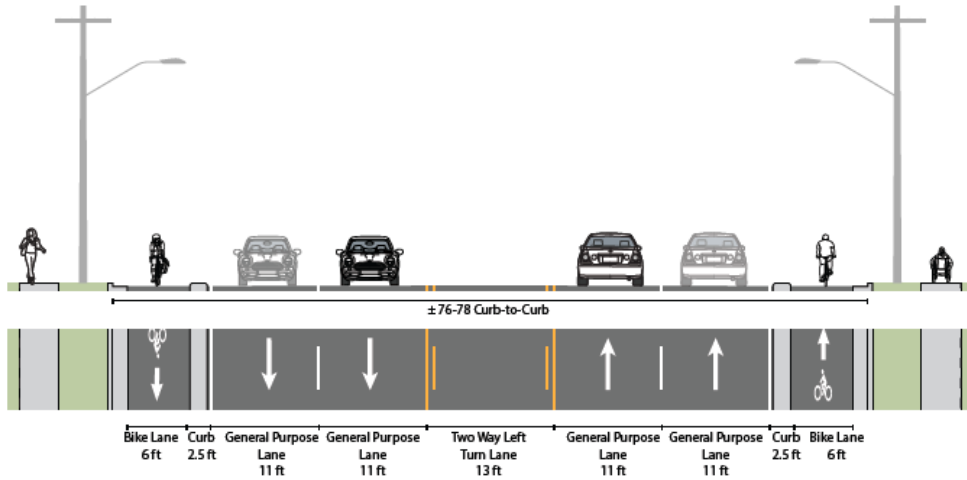 ± 76-78 Curb-to-Curb
Bike Lane
6 ft
Curb
2.5 ft
General Purpose
Lane
11 ft
General Purpose
Lane
11 ft
Two Way Left
Turn Lane
13 ft
General Purpose
Lane
11 ft
General Purpose
Lane
11 ft
Curb
2.5 ft
Bike Lane
6 ft